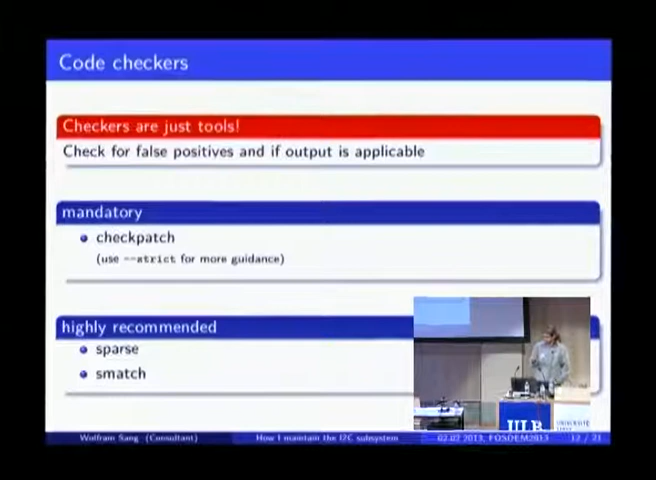 Code checkers
Checkers are just tools!
Check for false positives and if output is applicable
mandatory
checkpatch
(use --strict for more guidance)
highly recommended
sparse
smatch
ULB
UNIVERSITÉ
Wolfram Sang (Consultant) How I maintain the I2C subsystem 02.02.2013, FOSDEM2013 12 / 21